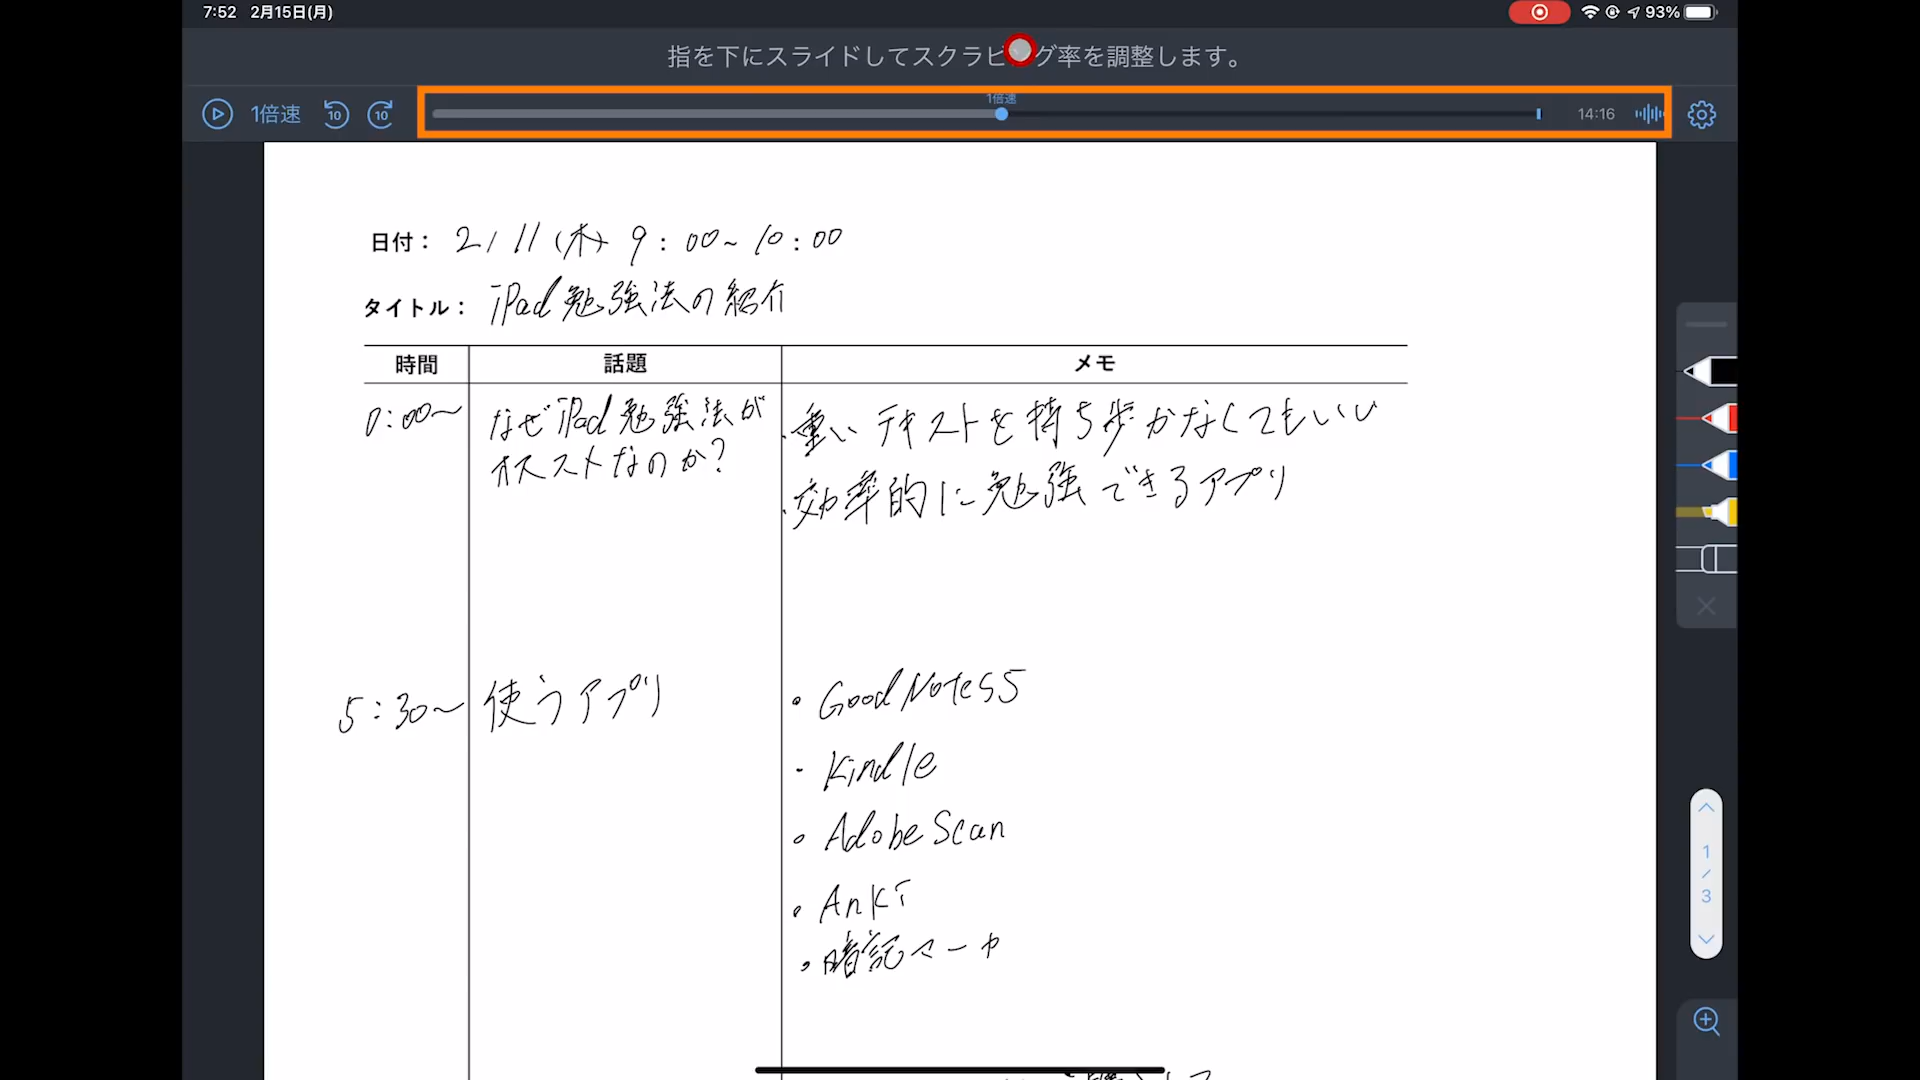 7:52 2月15日(月)
93%
指を下にスライドしてスクラビング率を調整します。
1倍速 10 10
1倍速
14:16
日付: 2/11(木) 9:00~10:00
タイトル: iPad勉強法の紹介
時間 話題 メモ
0:00~ なぜiPad勉強法が
オススメなのか?
・重いテキストを持ち歩かなくてもいい
・効率的に勉強できるアプリ
5:30~ 使うアプリ
・GoodNotes5
・Kindle
・AdobeScan
・Anki
・暗記マーカ
1
/
3